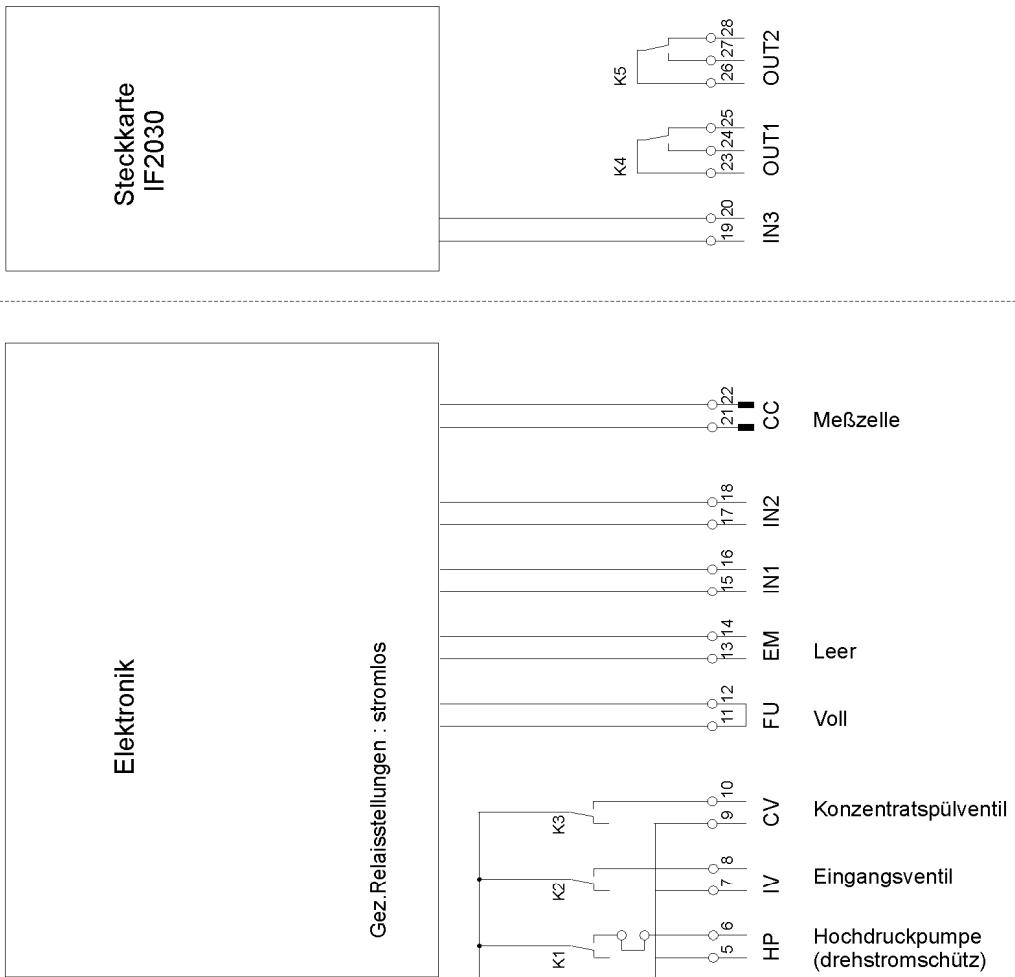 Steckkarte
IF2030
K5
28
27
26
OUT2
K4
25
24
23
OUT1
20
19
IN3
Elektronik
Gez.Relaisstellungen : stromlos
22
21
CC
Meßzelle
18
17
IN2
16
15
IN1
14
13
EM
Leer
12
11
FU
Voll
K3
10
9
CV
Konzentratspülventil
K2
8
7
IV
Eingangsventil
K1
6
5
HP
Hochdruckpumpe
(drehstromschütz)